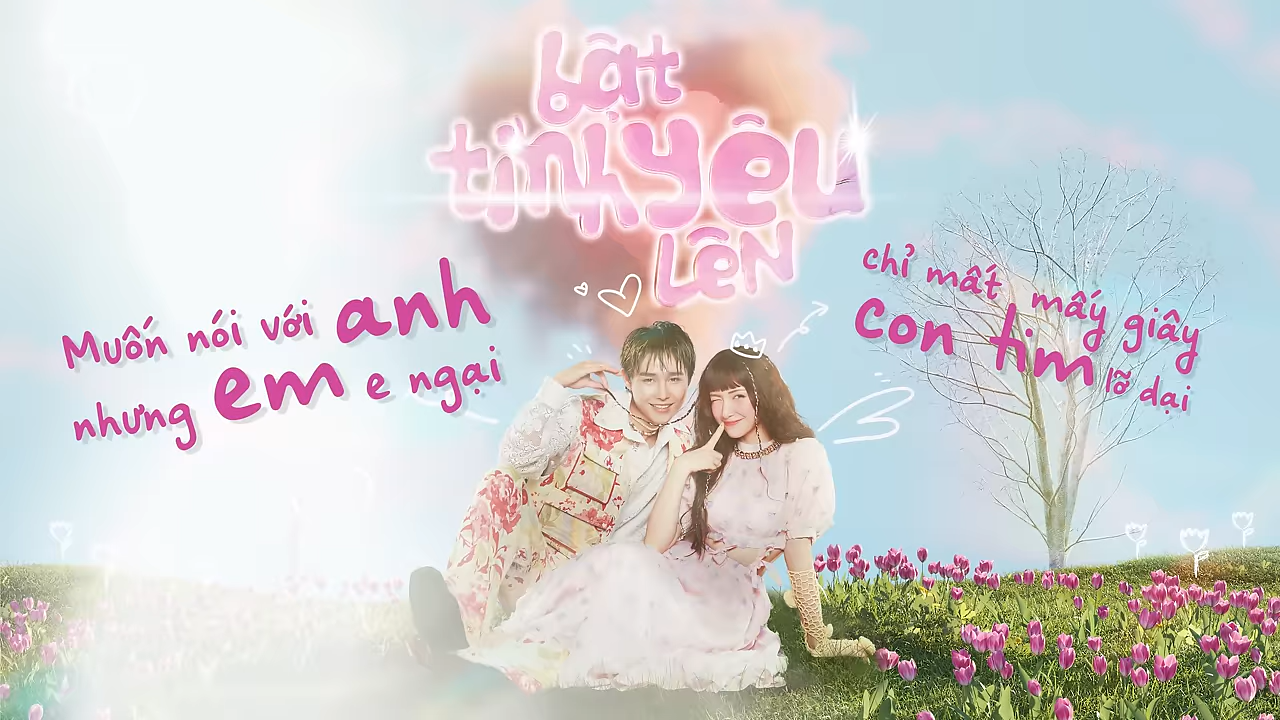 bật
tình yêu
lên
Muốn nói với anh
nhưng em e ngại
chỉ mất mấy giây
con tim lỡ dại